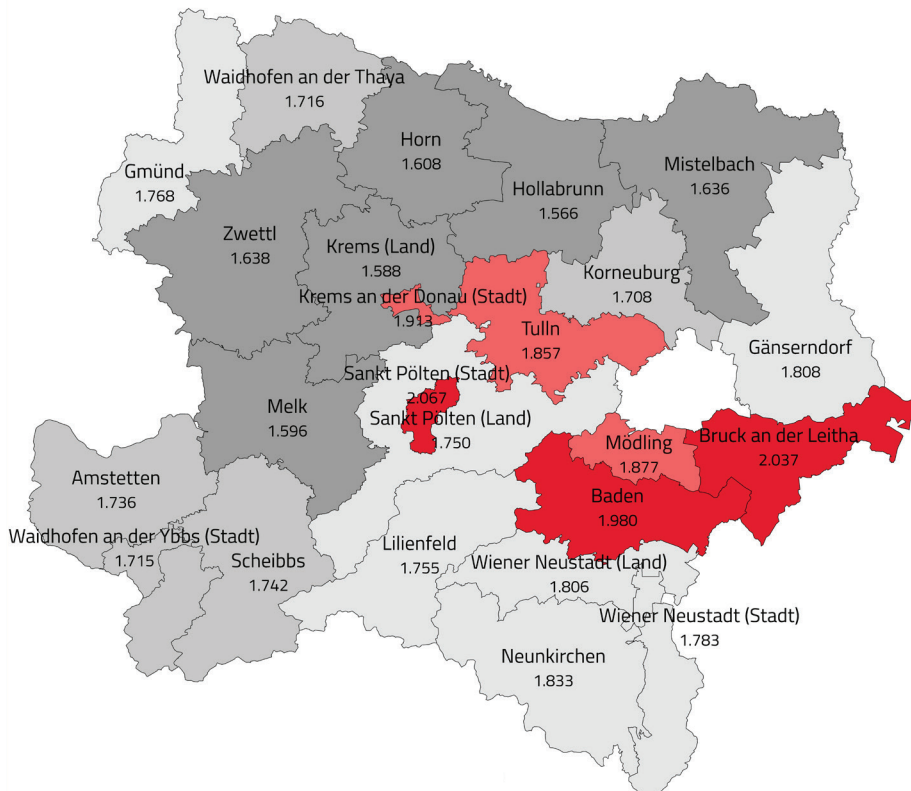 Waidhofen an der Thaya
1.716
Horn
1.608
Mistelbach
1.636
Gmünd
1.768
Hollabrunn
1.566
Zwettl
1.638
Krems (Land)
1.588
Korneuburg
1.708
Krems an der Donau (Stadt)
1.913
Tulln
1.857
Gänserndorf
1.808
Sankt Pölten (Stadt)
2.067
Melk
1.596
Sankt Pölten (Land)
1.750
Mödling
1.877
Bruck an der Leitha
2.037
Amstetten
1.736
Baden
1.980
Waidhofen an der Ybbs (Stadt)
1.715
Scheibbs
1.742
Lilienfeld
1.755
Wiener Neustadt (Land)
1.806
Wiener Neustadt (Stadt)
1.783
Neunkirchen
1.833